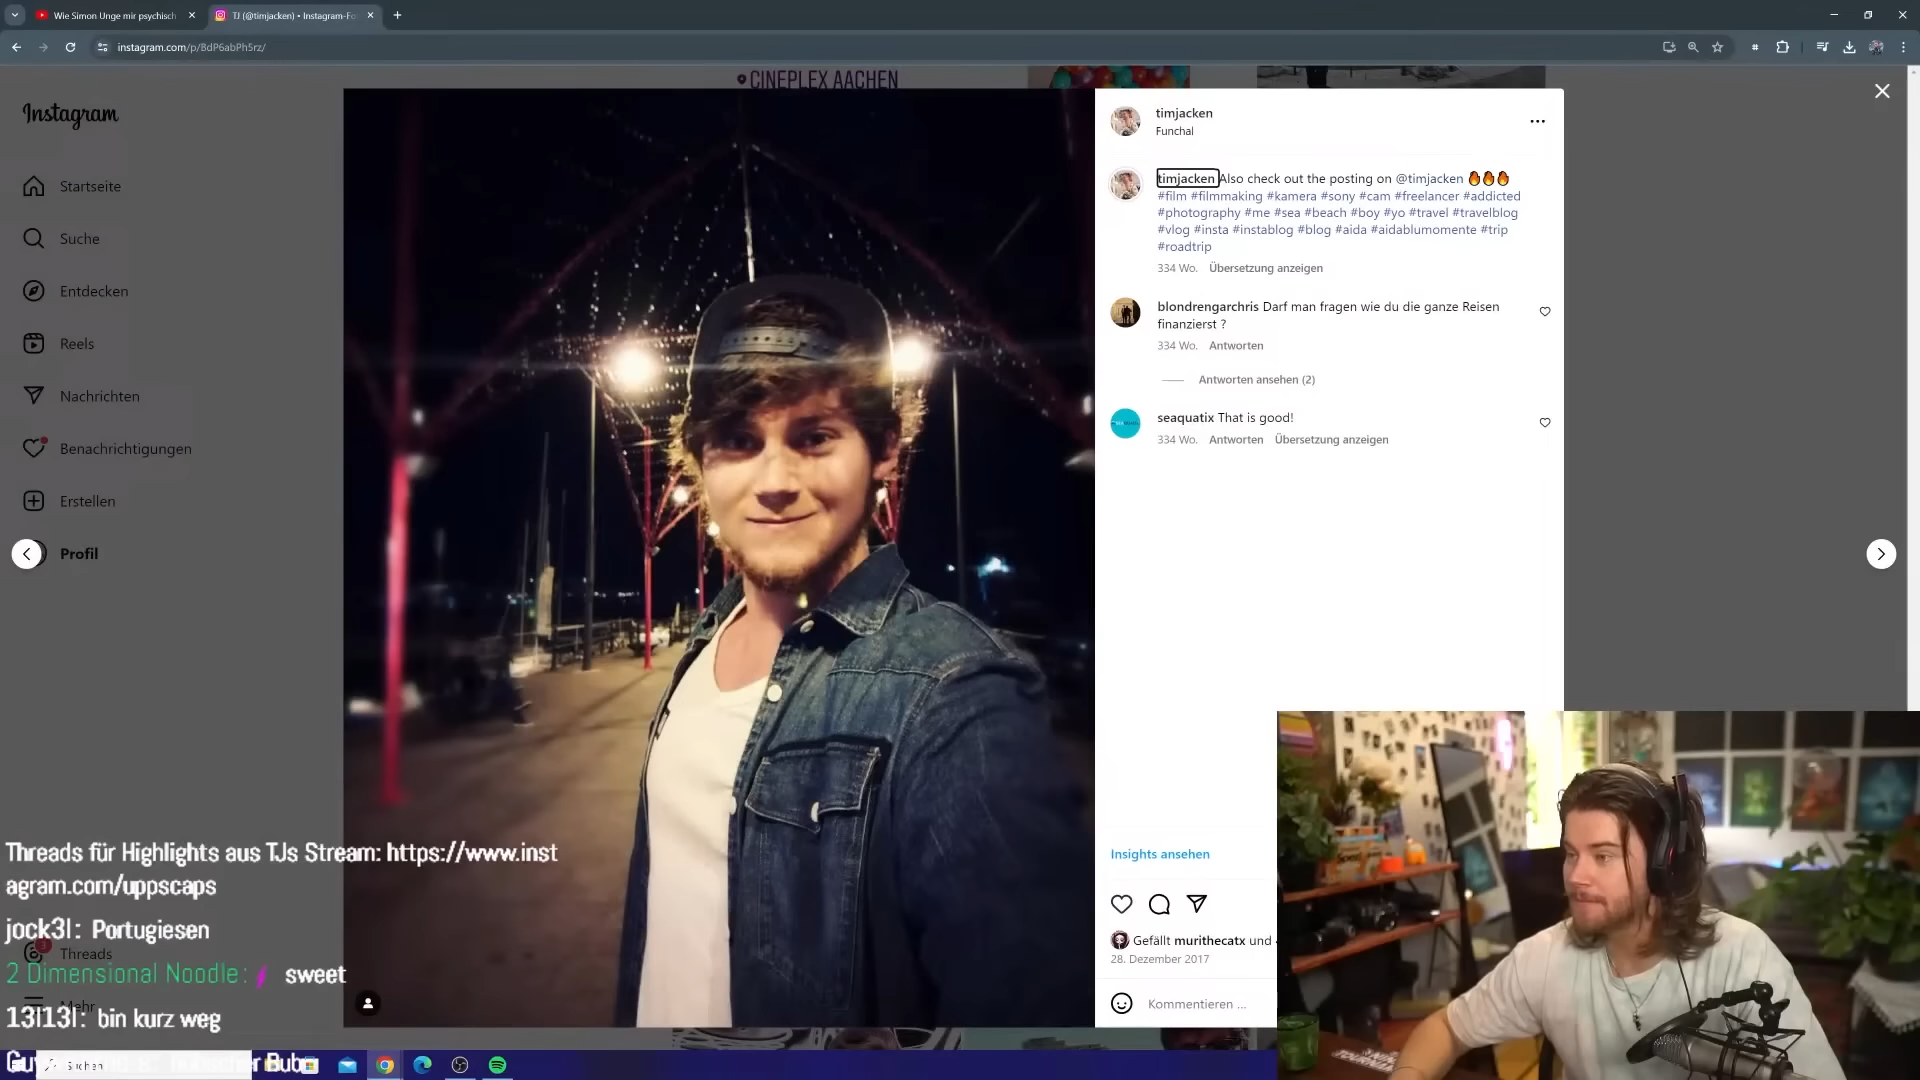 Wie Simon Unge mir psychisch
TJ (@timjacken) • Instagram-Fo
instagram.com/p/BdP6abPh5rz/
CINEPLEX AACHEN
Instagram
Startseite
Suche
Entdecken
Reels
Nachrichten
Benachrichtigungen
Erstellen
Profil
Threads
Mehr
timjacken
Funchal
timjacken Also check out the posting on @timjacken 🔥🔥🔥
#film #filmmaking #kamera #sony #cam #freelancer #addicted
#photography #me #sea #beach #boy #yo #travel #travelblog
#vlog #insta #instablog #blog #aida #aidablumomente #trip
#roadtrip
334 Wo. Übersetzung anzeigen
blondrengarchris Darf man fragen wie du die ganze Reisen
finanzierst ?
334 Wo. Antworten
Antworten ansehen (2)
seaquatix That is good!
334 Wo. Antworten Übersetzung anzeigen
Insights ansehen
Gefällt murithecatx und
28. Dezember 2017
Kommentieren ...
Threads für Highlights aus TJs Stream: https://www.inst
agram.com/uppscaps
jock3l: Portugiesen
2 Dimensional Noodle: sweet
13l13l: bin kurz weg
Suchen